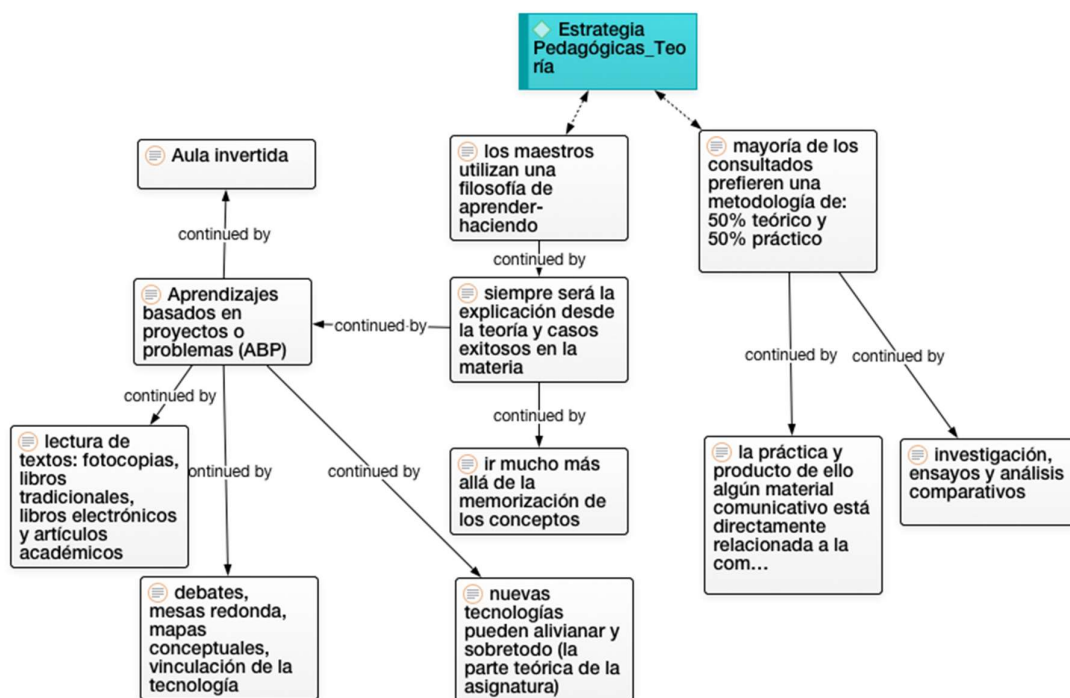 Estrategia
Pedagógicas_Teo
ría
Aula invertida
los maestros
utilizan una
filosofía de
aprender-
haciendo
mayoría de los
consultados
prefieren una
metodología de:
50% teórico y
50% práctico
continued by
continued by
Aprendizajes
basados en
proyectos o
problemas (ABP)
continued by
siempre será la
explicación desde
la teoría y casos
exitosos en la
materia
continued by
continued by
continued by
continued by
lectura de
textos: fotocopias,
libros
tradicionales,
libros electrónicos
y artículos
académicos
continued by
continued by
ir mucho más
allá de la
memorización de
los conceptos
la práctica y
producto de ello
algún material
comunicativo está
directamente
relacionada a la
com...
investigación,
ensayos y análisis
comparativos
debates,
mesas redonda,
mapas
conceptuales,
vinculación de la
tecnología
nuevas
tecnologías
pueden alivianar y
sobretodo (la
parte teórica de la
asignatura)